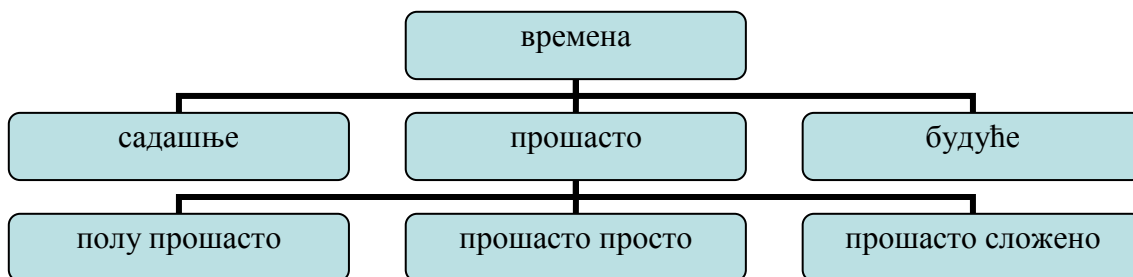 времена
садашње
прошасто
будуће
полу прошасто
прошасто просто
прошасто сложено